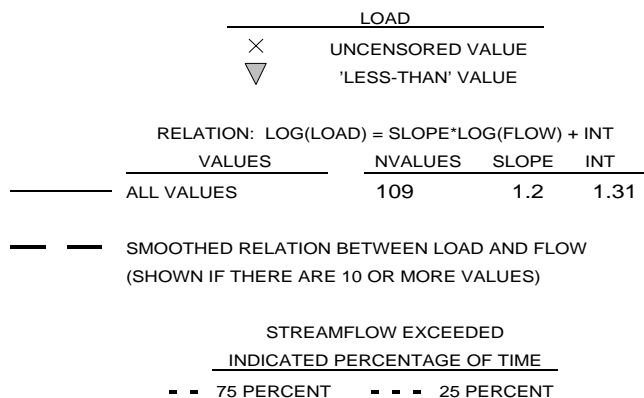 LOAD
UNCENSORED VALUE
'LESS-THAN' VALUE
RELATION: LOG(LOAD) = SLOPE*LOG(FLOW) + INT
VALUES NVALUES SLOPE INT
ALL VALUES 109 1.2 1.31
SMOOTHED RELATION BETWEEN LOAD AND FLOW
(SHOWN IF THERE ARE 10 OR MORE VALUES)
STREAMFLOW EXCEEDED
INDICATED PERCENTAGE OF TIME
75 PERCENT 25 PERCENT